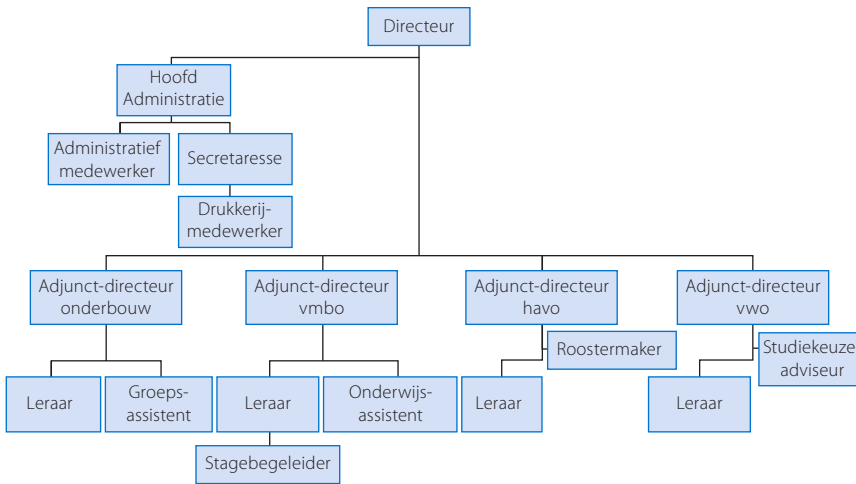 Directeur
Hoofd
Administratie
Administratief
medewerker
Secretaresse
Drukkerij-
medewerker
Adjunct-directeur
onderbouw
Adjunct-directeur
vmbo
Adjunct-directeur
havo
Adjunct-directeur
vwo
Roostermaker
Studiekeuze
adviseur
Leraar
Groeps-
assistent
Leraar
Onderwijs-
assistent
Leraar
Leraar
Stagebegeleider